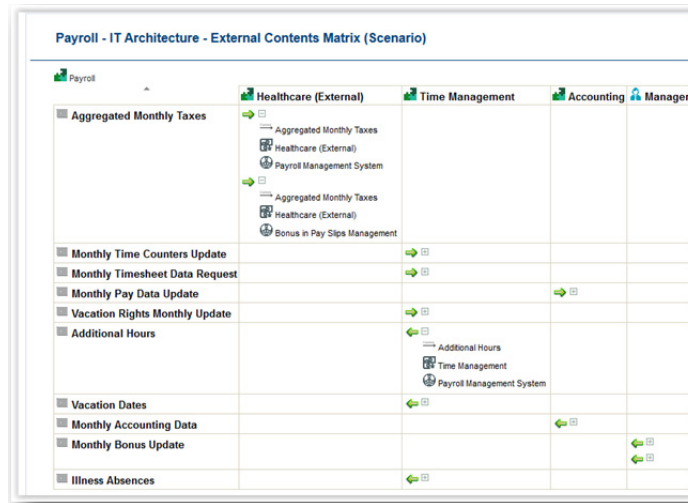 Payroll - IT Architecture - External Contents Matrix (Scenario)
Payroll
Healthcare (External) Time Management Accounting Manager
Aggregated Monthly Taxes
Aggregated Monthly Taxes
Healthcare (External)
Payroll Management System
Aggregated Monthly Taxes
Healthcare (External)
Bonus in Pay Slips Management
Monthly Time Counters Update
Monthly Timesheet Data Request
Monthly Pay Data Update
Vacation Rights Monthly Update
Additional Hours
Additional Hours
Time Management
Payroll Management System
Vacation Dates
Monthly Accounting Data
Monthly Bonus Update
Illness Absences